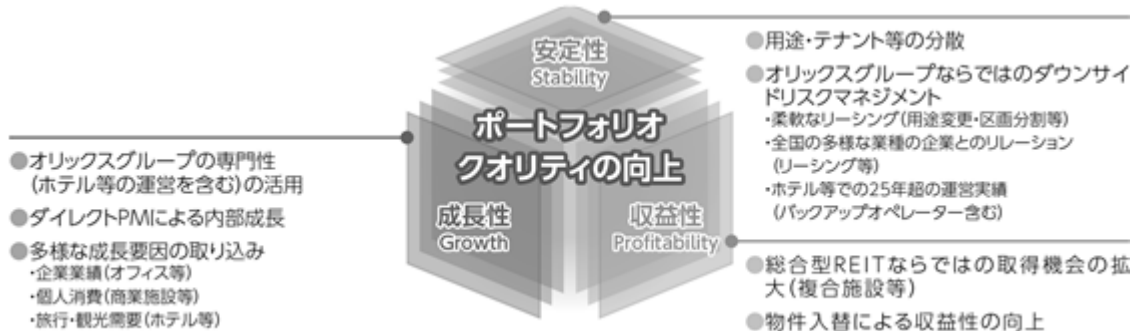 安定性
Stability
ポートフォリオ
クオリティの向上
成長性
Growth
収益性
Profitability
●オリックスグループの専門性
(ホテル等の運営を含む)の活用
●ダイレクトPMによる内部成長
●多様な成長要因の取り込み
・企業業績(オフィス等)
・個人消費(商業施設等)
・旅行・観光需要(ホテル等)
●用途・テナント等の分散
●オリックスグループならではのダウンサイ
ドリスクマネジメント
・柔軟なリーシング(用途変更・区画分割等)
・全国の多様な業種の企業とのリレーション
(リーシング等)
・ホテル等での25年超の運営実績
(バックアップオペレーター含む)
●総合型REITならではの取得機会の拡
大(複合施設等)
●物件入替による収益性の向上